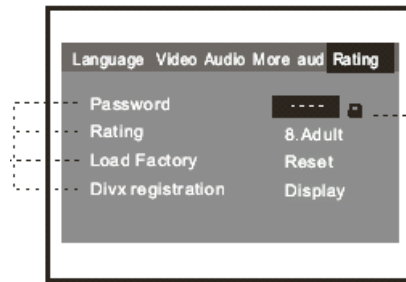 Language Video Audio More aud Rating
Password ----
Rating 8.Adult
Load Factory Reset
Divx registration Display